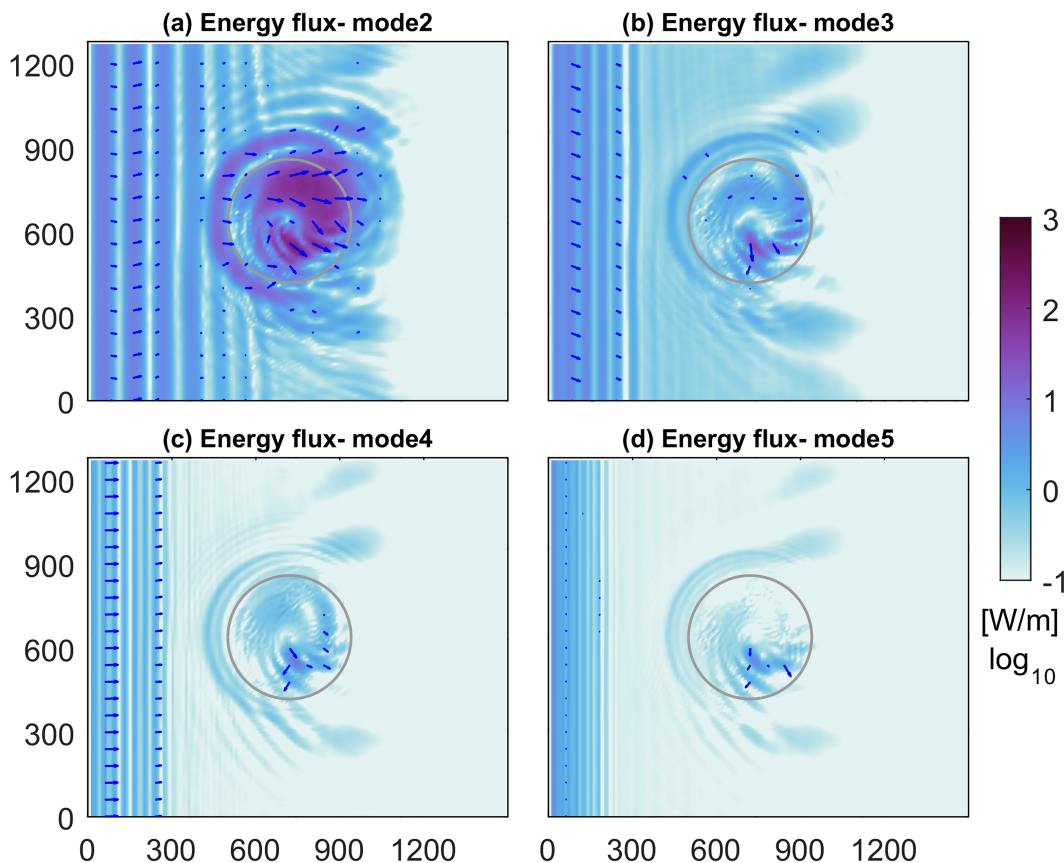 (a) Energy flux- mode2
(b) Energy flux- mode3
1200
900
600
300
0
(c) Energy flux- mode4
(d) Energy flux- mode5
1200
900
600
300
0
0 300 600 900 1200
0 300 600 900 1200
3
2
1
0
-1
[W/m]
log10